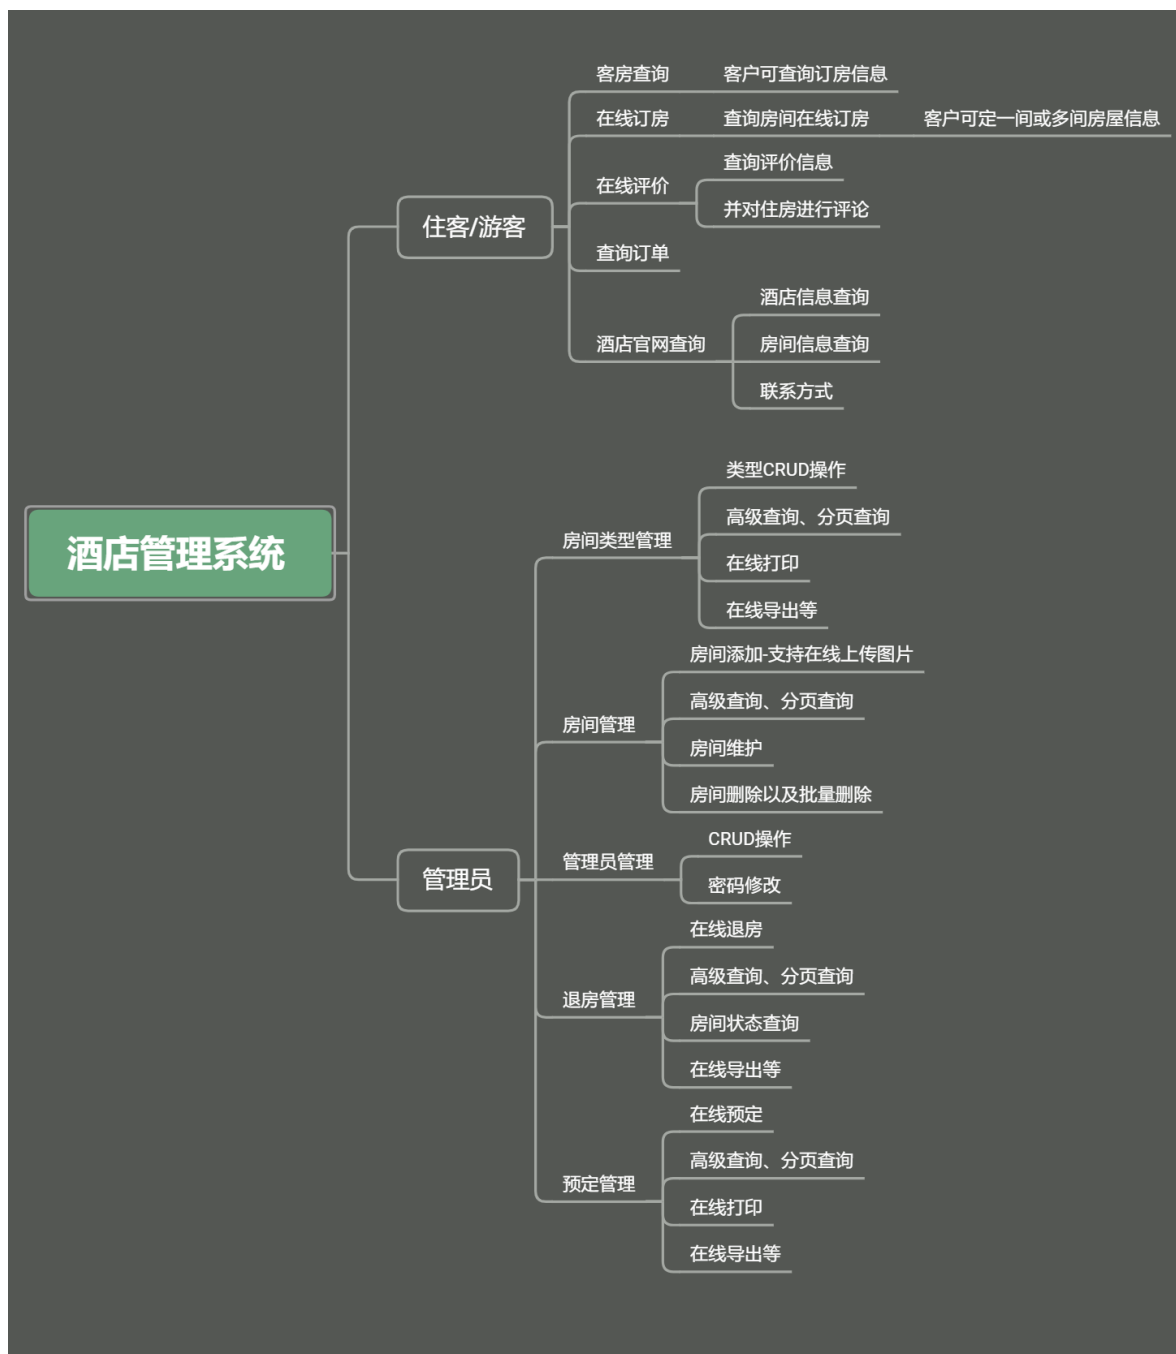 酒店管理系统
住客/游客
客房查询
客户可查询订房信息
在线订房
查询房间在线订房
客户可定一间或多间房屋信息
在线评价
查询评价信息
并对住房进行评论
查询订单
酒店官网查询
酒店信息查询
房间信息查询
联系方式
管理员
房间类型管理
类型CRUD操作
高级查询、分页查询
在线打印
在线导出等
房间管理
房间添加-支持在线上传图片
高级查询、分页查询
房间维护
房间删除以及批量删除
管理员管理
CRUD操作
密码修改
退房管理
在线退房
高级查询、分页查询
房间状态查询
在线导出等
预定管理
在线预定
高级查询、分页查询
在线打印
在线导出等